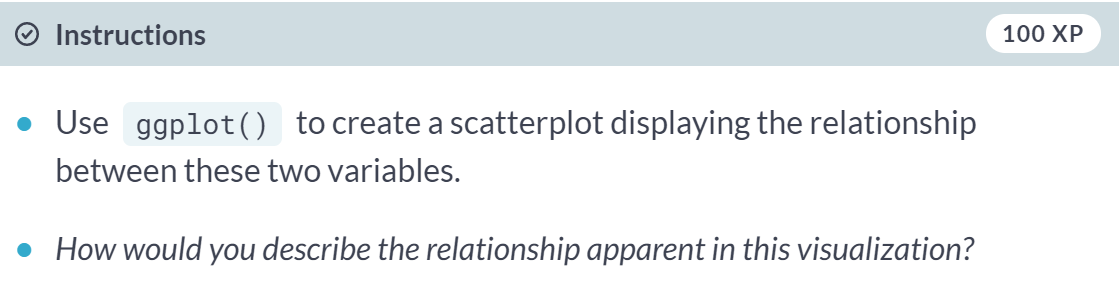 Instructions 100 XP
Use ggplot() to create a scatterplot displaying the relationship
between these two variables.
How would you describe the relationship apparent in this visualization?